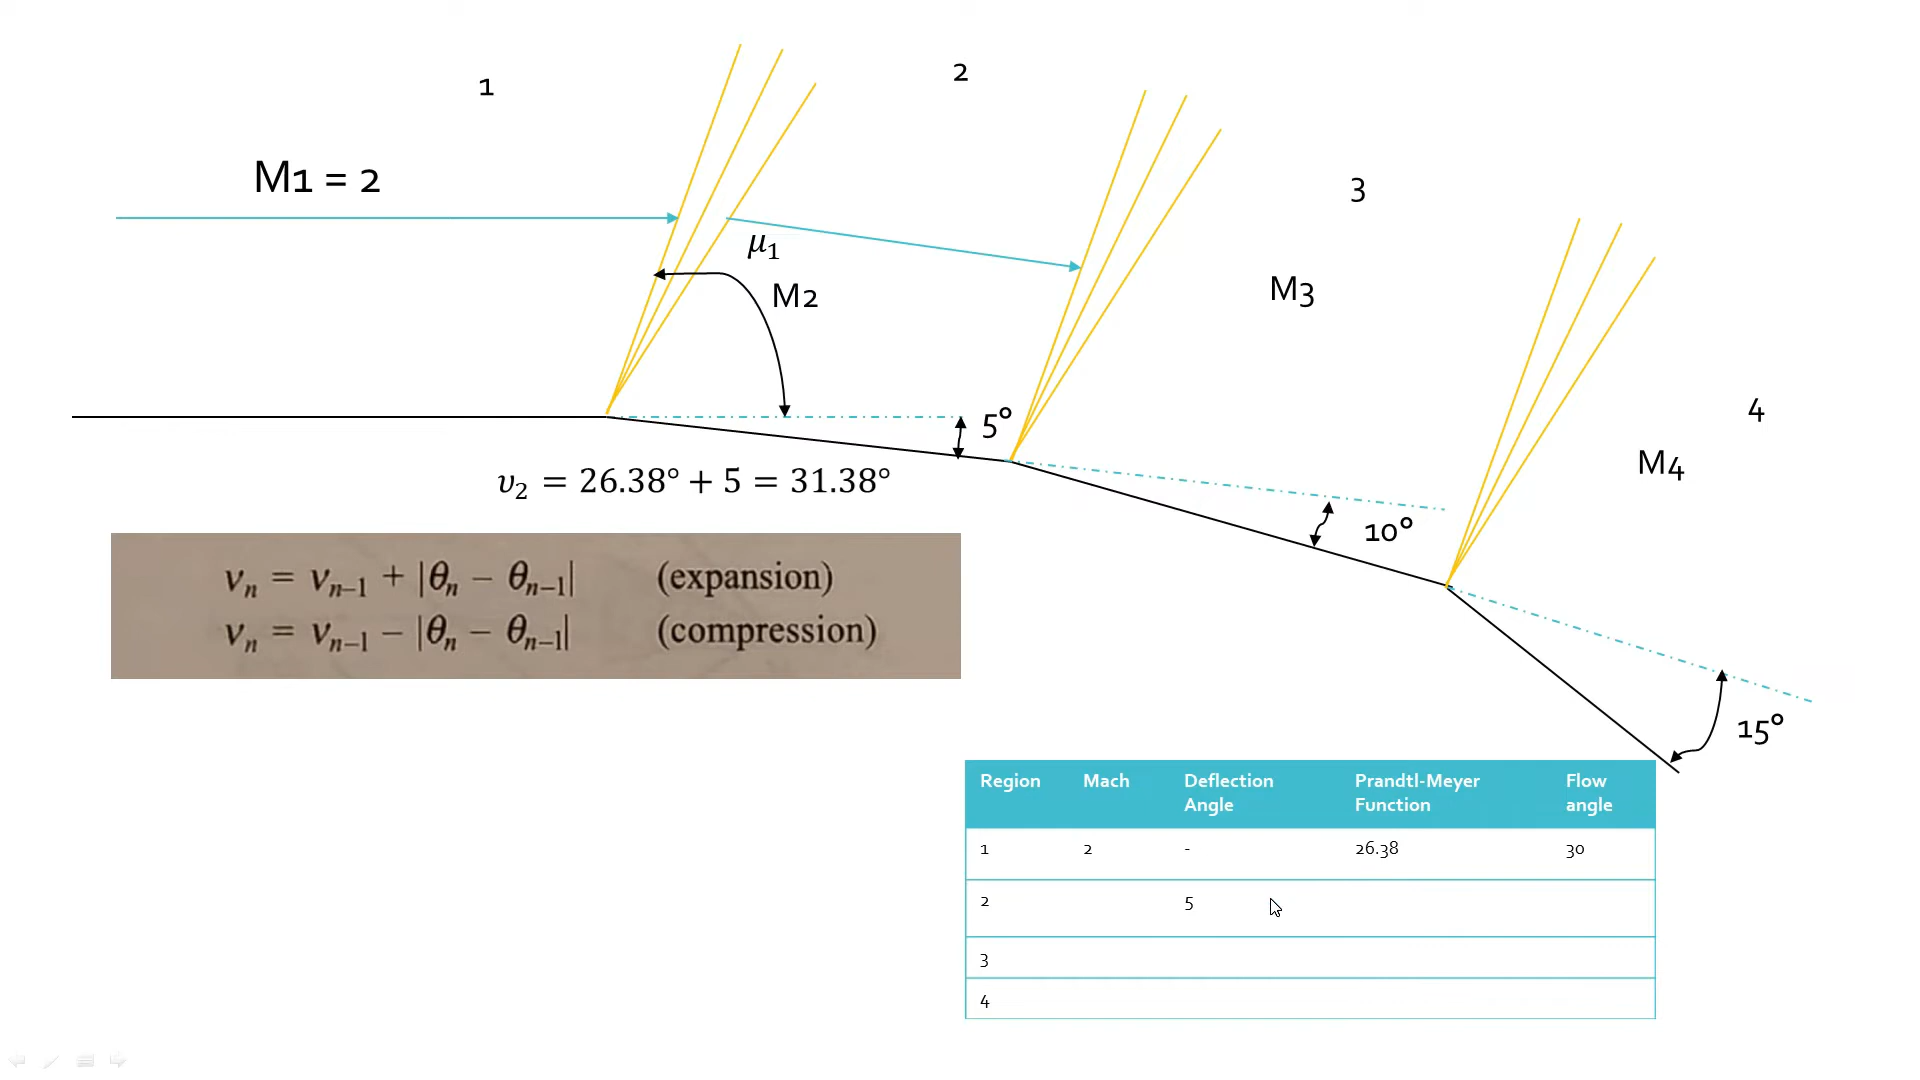 1
2
M1 = 2
3
μ₁
M2
M3
5°
4
M4
υ₂ = 26.38° + 5 = 31.38°
10°
νₙ = νₙ₋₁ + |θₙ − θₙ₋₁| (expansion)
νₙ = νₙ₋₁ − |θₙ − θₙ₋₁| (compression)
15°
Region Mach Deflection Angle Prandtl-Meyer Function Flow angle
1 2 - 26.38 30
2 5
3
4